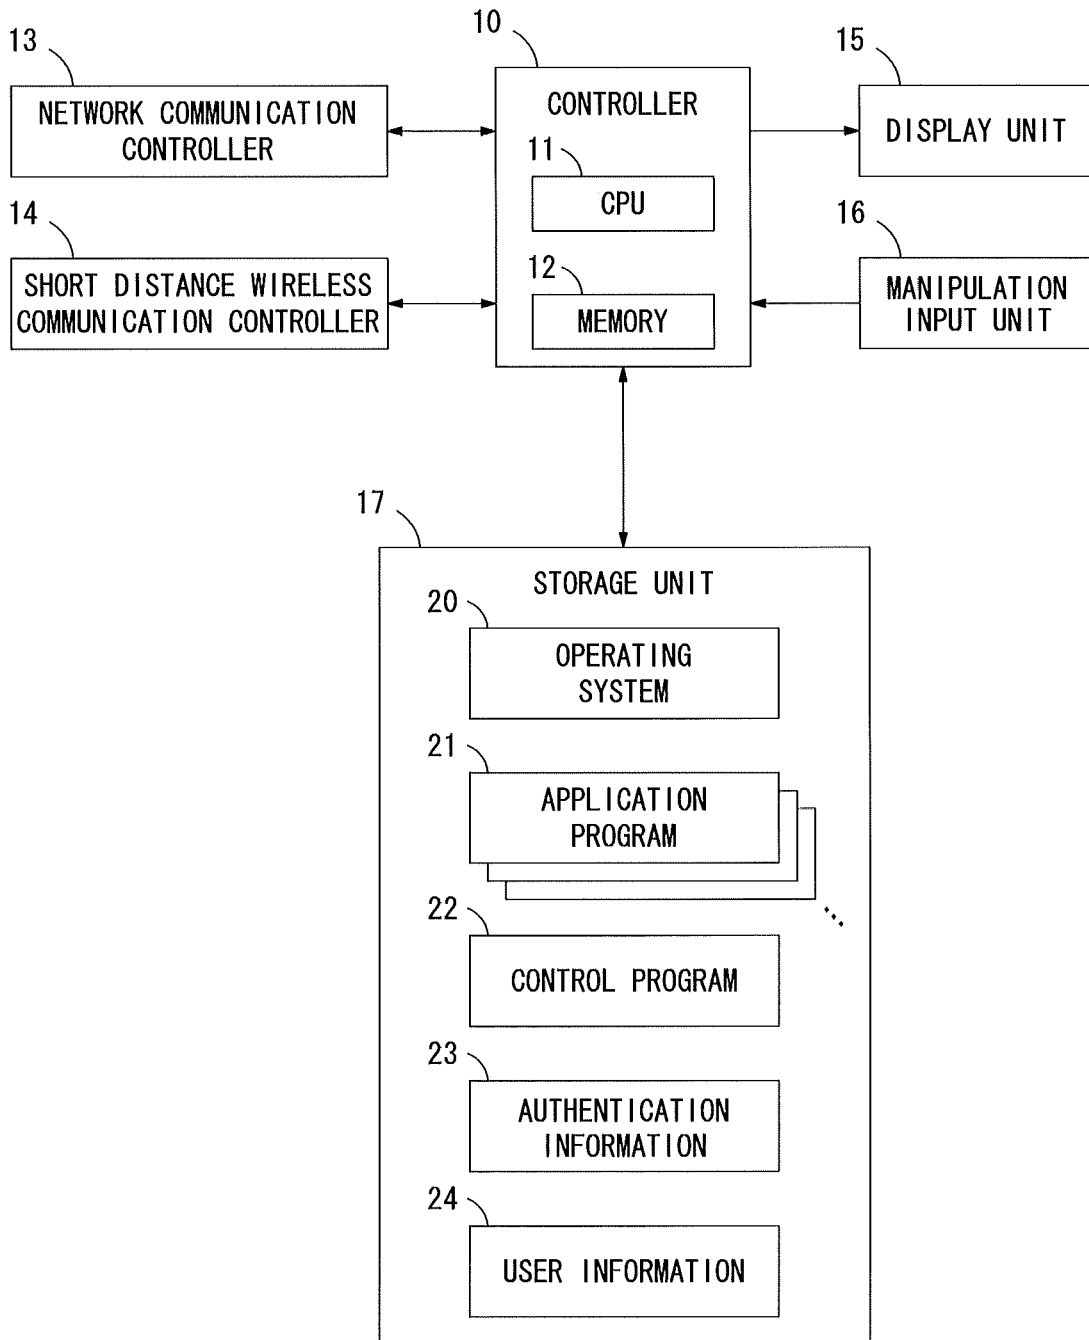 13
NETWORK COMMUNICATION
CONTROLLER
14
SHORT DISTANCE WIRELESS
COMMUNICATION CONTROLLER
10
CONTROLLER
11
CPU
12
MEMORY
15
DISPLAY UNIT
16
MANIPULATION
INPUT UNIT
17
STORAGE UNIT
20
OPERATING
SYSTEM
21
APPLICATION
PROGRAM
22
CONTROL PROGRAM
23
AUTHENTICATION
INFORMATION
24
USER INFORMATION